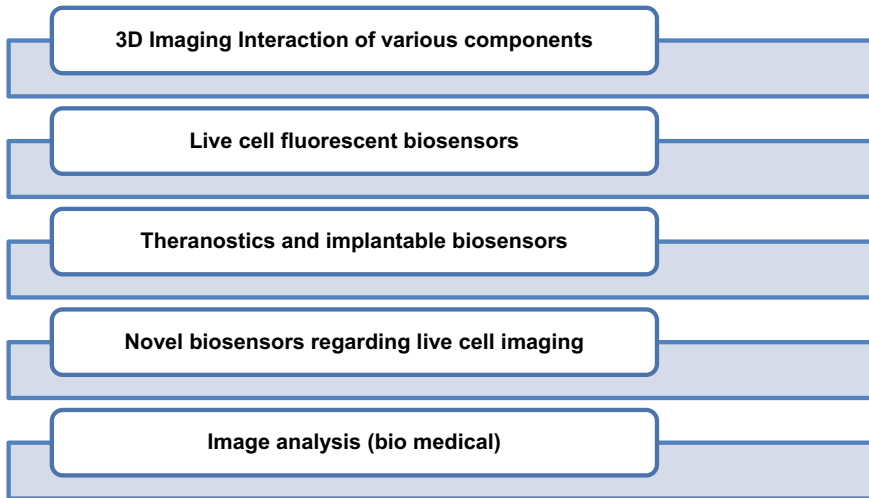 3D Imaging Interaction of various components
Live cell fluorescent biosensors
Theranostics and implantable biosensors
Novel biosensors regarding live cell imaging
Image analysis (bio medical)